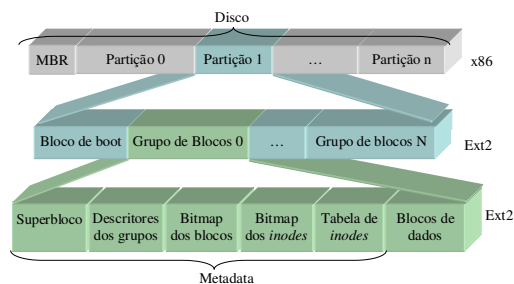 Disco
MBR Partição 0 Partição 1 … Partição n
x86
Bloco de boot Grupo de Blocos 0 … Grupo de blocos N
Ext2
Superbloco Descritores dos grupos Bitmap dos blocos Bitmap dos inodes Tabela de inodes Blocos de dados
Ext2
Metadata